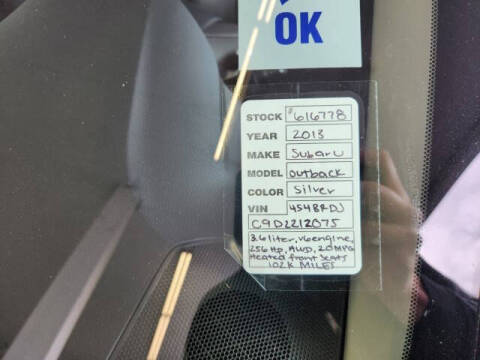 OK
STOCK #616778
YEAR 2013
MAKE Subaru
MODEL outback
COLOR Silver
VIN 4S4BRDJ
C9D2212075
3.6 liter, V6 engine,
256 Hp, AWD, 20 MPG
Heated front Seats
102K MILES